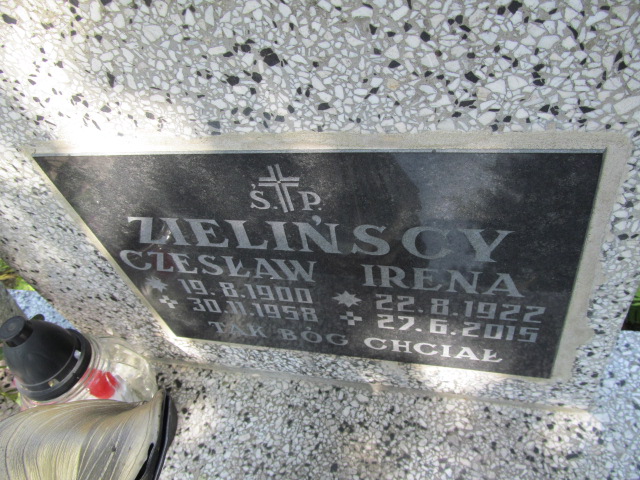 Ś.P.
ZIELIŃSCY
CZESŁAW IRENA
19.8.1900 22.8.1922
30.11.1958 27.6.2015
TAK BÓG CHCIAŁ